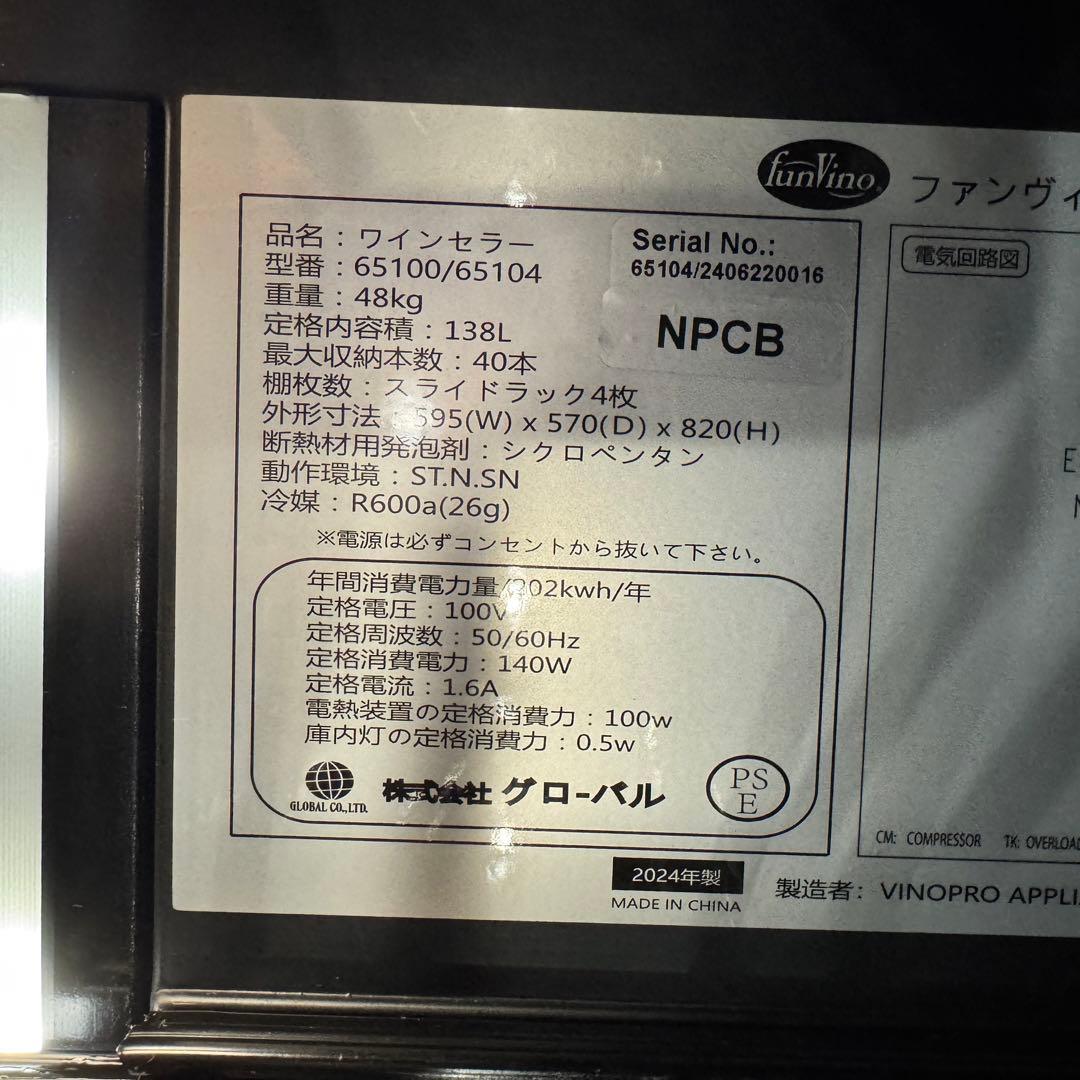 funVino
ファンヴィ
品名：ワインセラー
型番：65100/65104
重量：48kg
定格内容積：138L
最大収納本数：40本
棚枚数：スライドラック4枚
外形寸法：595(W) x 570(D) x 820(H)
断熱材用発泡剤：シクロペンタン
動作環境：ST.N.SN
冷媒：R600a(26g)
※電源は必ずコンセントから抜いて下さい。
Serial No.:
65104/2406220016
NPCB
年間消費電力量/202kwh/年
定格電圧：100V
定格周波数：50/60Hz
定格消費電力：140W
定格電流：1.6A
電熱装置の定格消費力：100w
庫内灯の定格消費力：0.5w
GLOBAL CO.,LTD.
株式会社 グローバル
PS
E
2024年製
MADE IN CHINA
電気回路図
CM: COMPRESSOR TK: OVERLOAD
製造者：VINOPRO APPLI